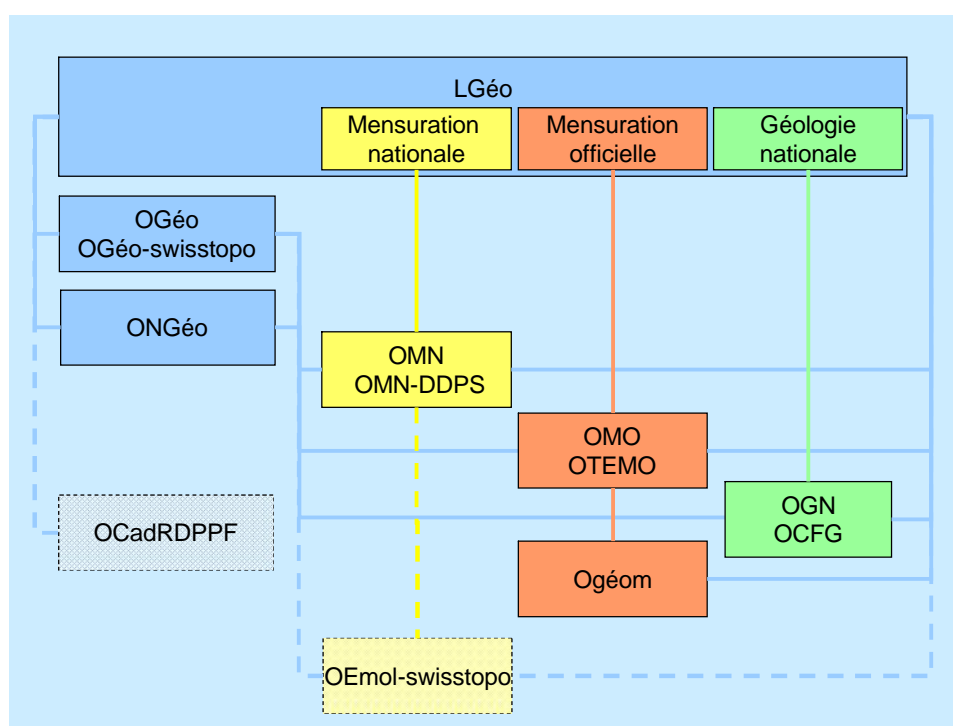 LGéo
Mensuration
nationale
Mensuration
officielle
Géologie
nationale
OGéo
OGéo-swisstopo
ONGéo
OMN
OMN-DDPS
OMO
OTEMO
OGN
OCFG
OCadRDPPF
Ogéom
OEmol-swisstopo